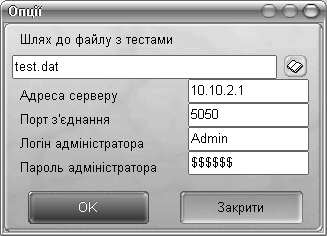 Опції
Шлях до файлу з тестами
test.dat
Адреса серверу 10.10.2.1
Порт з'єднання 5050
Логін адміністратора Admin
Пароль адміністратора $$$$$$
OK Закрити